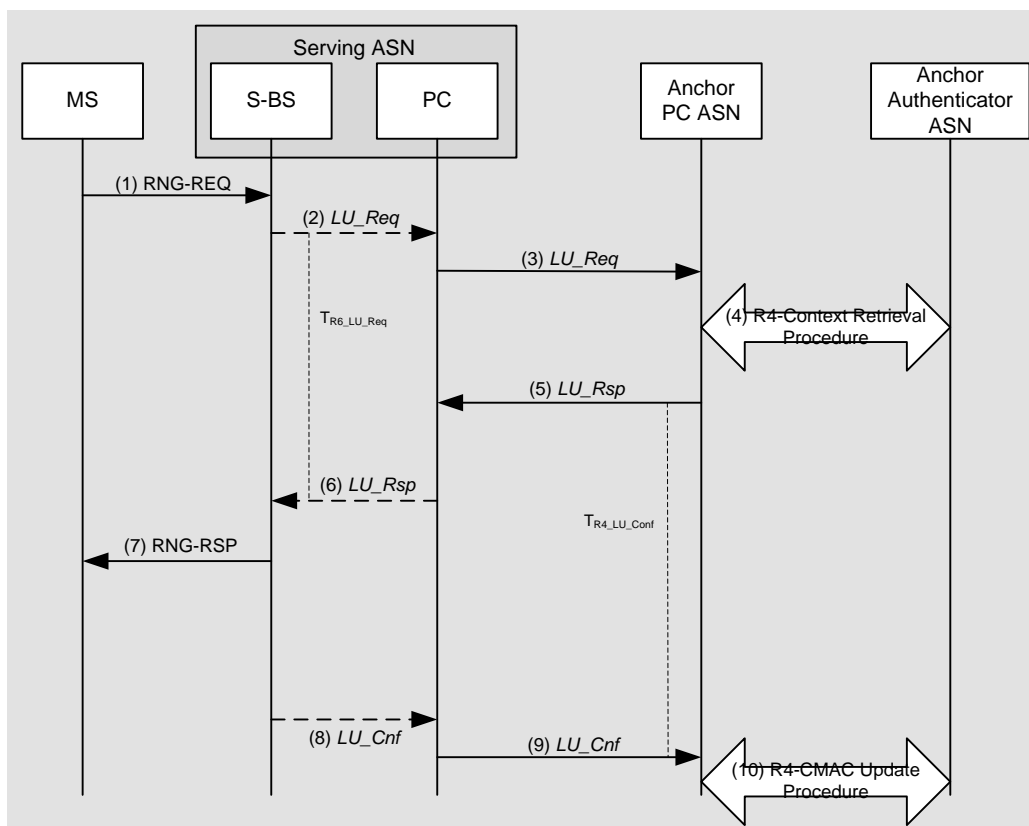 Serving ASN
MS
S-BS
PC
Anchor
PC ASN
Anchor
Authenticator
ASN
(1) RNG-REQ
(2) LU_Req
(3) LU_Req
TR6_LU_Req
(4) R4-Context Retrieval
Procedure
(5) LU_Rsp
(6) LU_Rsp
TR4_LU_Conf
(7) RNG-RSP
(8) LU_Cnf
(9) LU_Cnf
(10) R4-CMAC Update
Procedure